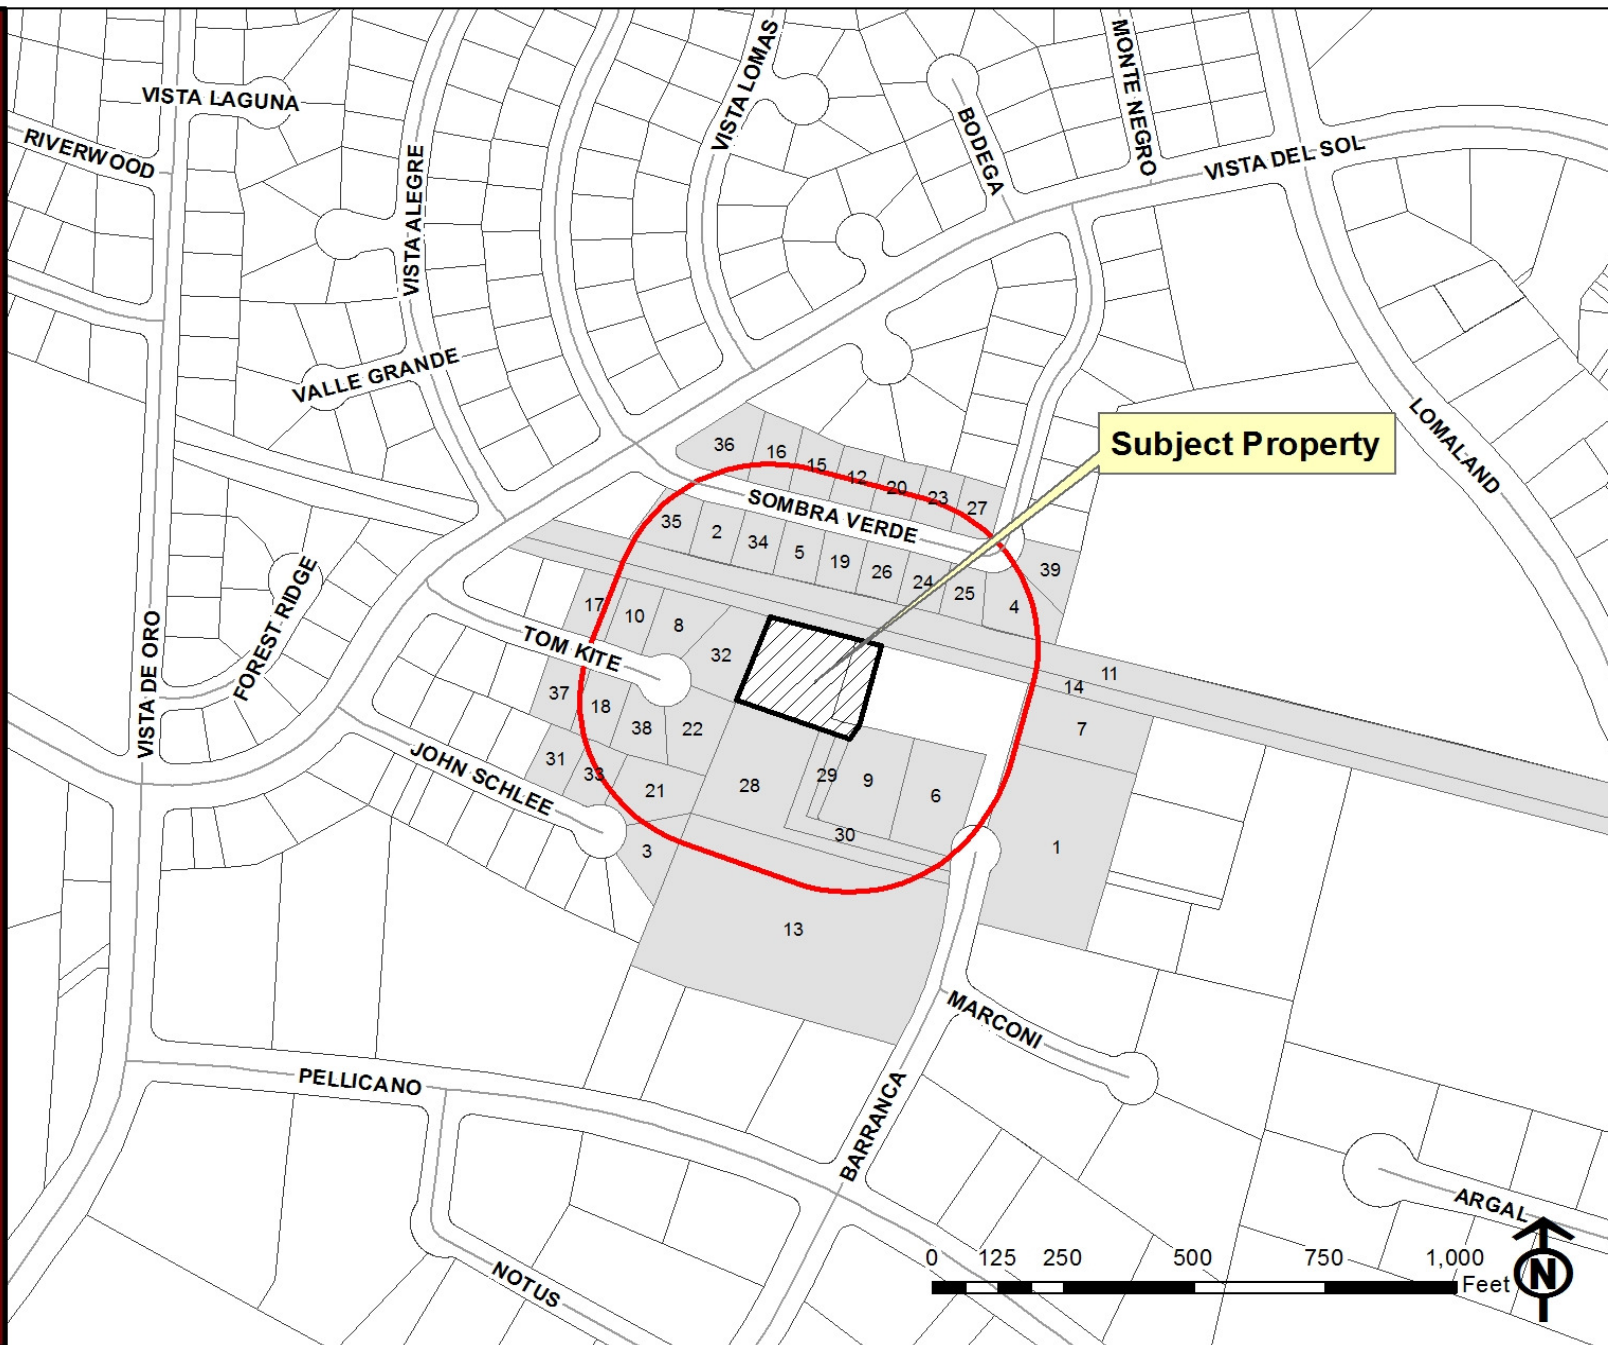 MONTE NEGRO
VISTA LOMAS
VISTA LAGUNA
RIVERWOOD
BODEGA
VISTA DEL SOL
VISTA ALEGRE
VALLE GRANDE
LOMALAND
Subject Property
36
16
15
12
20
23
27
SOMBRA VERDE
35
2
34
5
19
26
24
25
4
39
17
10
8
32
TOM KITE
FOREST RIDGE
VISTA DE ORO
11
14
7
37
18
38
22
31
33
21
28
29
9
6
30
JOHN SCHLEE
3
1
13
MARCONI
PELLICANO
BARRANCA
ARGAL
NOTUS
0 125 250 500 750 1,000
Feet
N